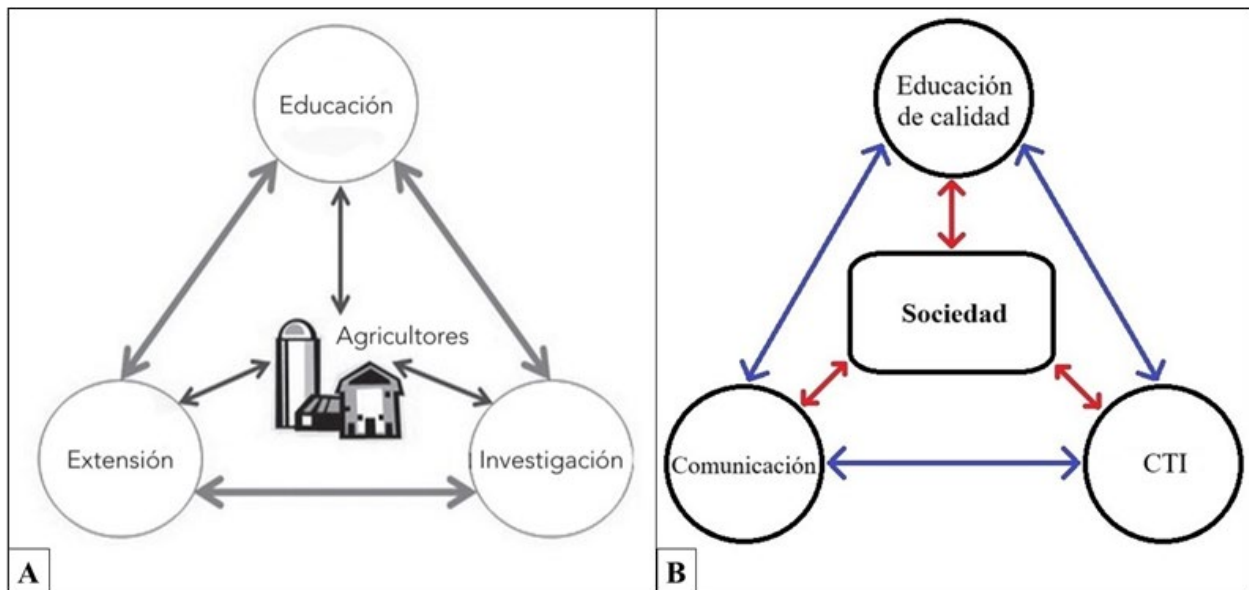 Educación
Agricultores
Extensión
Investigación
A
Educación
de calidad
Sociedad
Comunicación
CTI
B